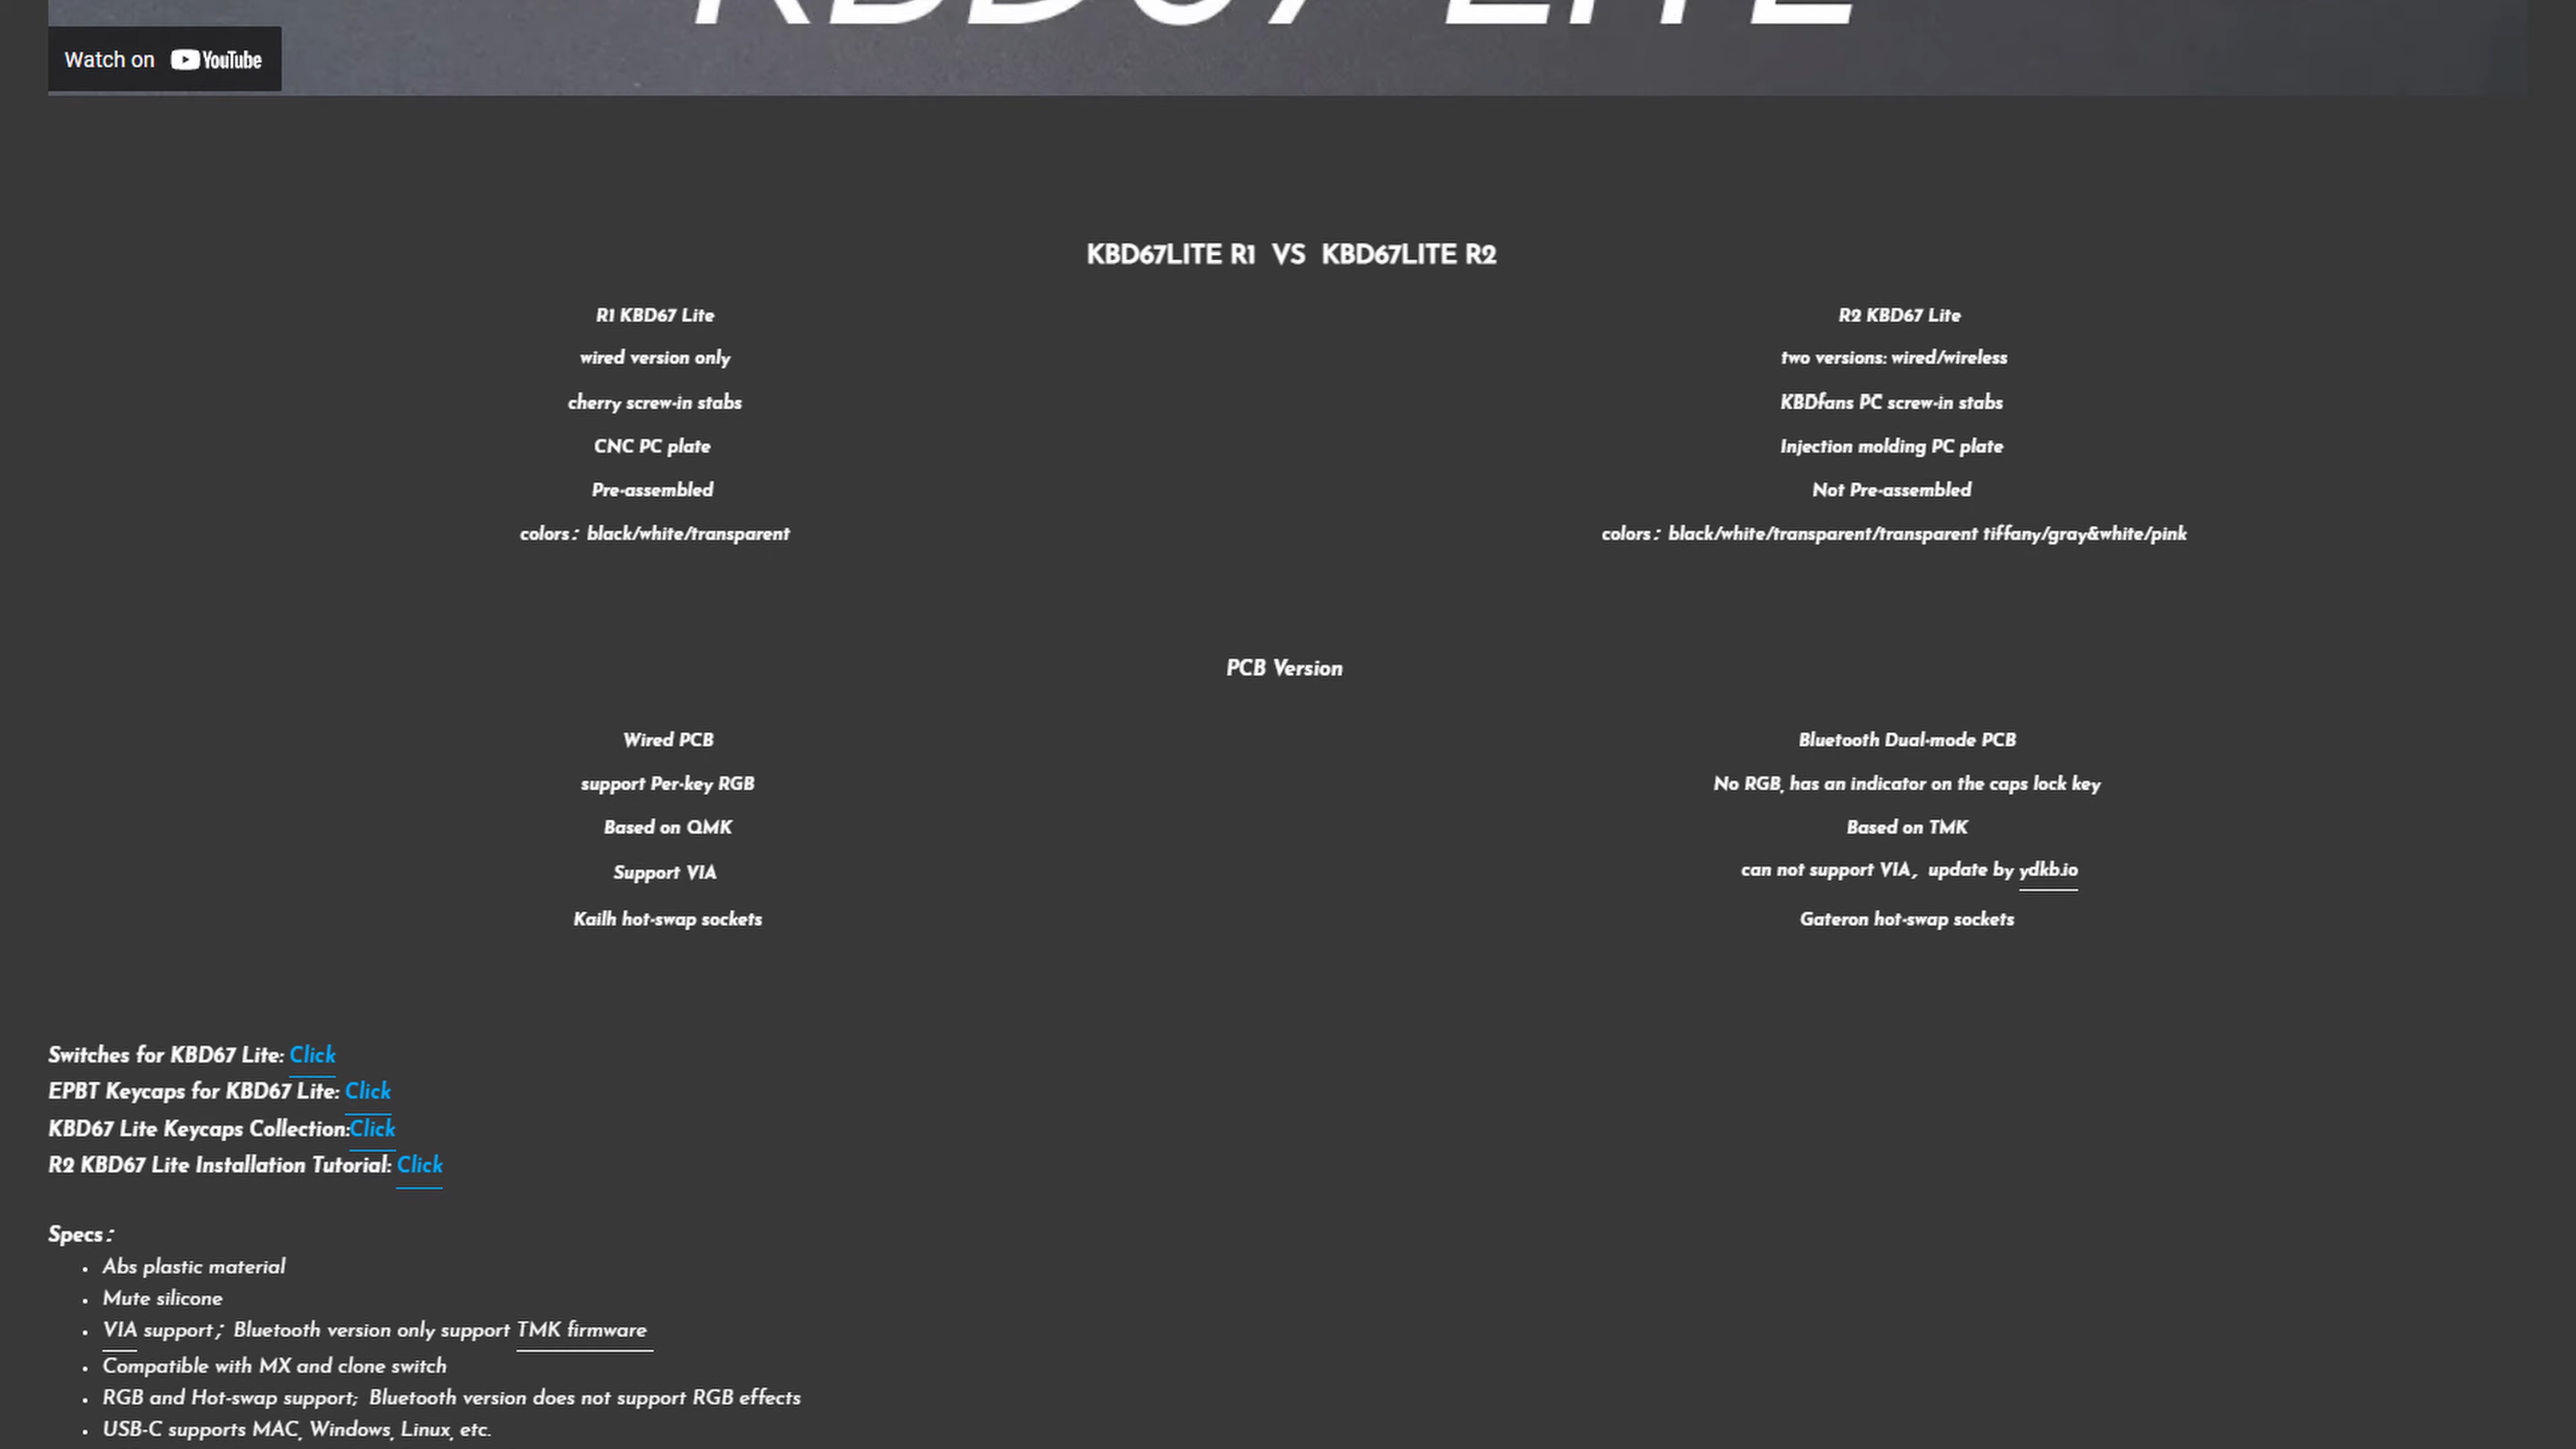 KBD67 LITE
Watch on YouTube
KBD67LITE R1 VS KBD67LITE R2
R1 KBD67 Lite
wired version only
cherry screw-in stabs
CNC PC plate
Pre-assembled
colors：black/white/transparent
R2 KBD67 Lite
two versions: wired/wireless
KBDfans PC screw-in stabs
Injection molding PC plate
Not Pre-assembled
colors：black/white/transparent/transparent tiffany/gray&white/pink
PCB Version
Wired PCB
support Per-key RGB
Based on QMK
Support VIA
Kailh hot-swap sockets
Bluetooth Dual-mode PCB
No RGB, has an indicator on the caps lock key
Based on TMK
can not support VIA，update by ydkb.io
Gateron hot-swap sockets
Switches for KBD67 Lite: Click
EPBT Keycaps for KBD67 Lite: Click
KBD67 Lite Keycaps Collection:Click
R2 KBD67 Lite Installation Tutorial: Click
Specs：
• Abs plastic material
• Mute silicone
• VIA support；Bluetooth version only support TMK firmware
• Compatible with MX and clone switch
• RGB and Hot-swap support; Bluetooth version does not support RGB effects
• USB-C supports MAC, Windows, Linux, etc.